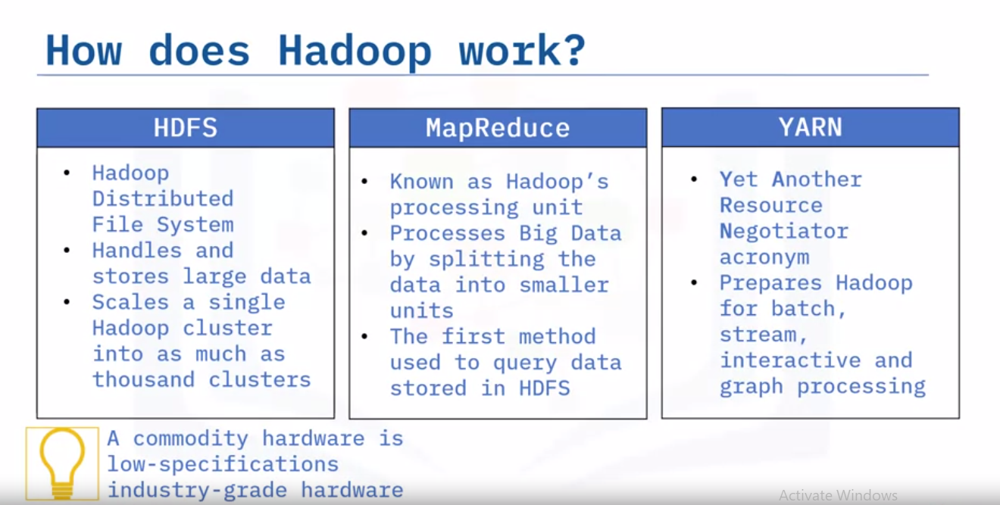 How does Hadoop work?
HDFS
• Hadoop
Distributed
File System
• Handles and
stores large data
• Scales a single
Hadoop cluster
into as much as
thousand clusters
MapReduce
• Known as Hadoop’s
processing unit
• Processes Big Data
by splitting the
data into smaller
units
• The first method
used to query data
stored in HDFS
YARN
• Yet Another
Resource
Negotiator
acronym
• Prepares Hadoop
for batch,
stream,
interactive and
graph processing
A commodity hardware is
low-specifications
industry-grade hardware
Activate Windows